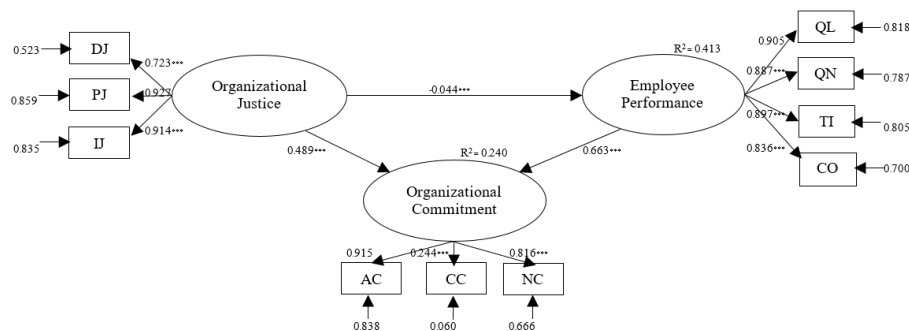 0.523
DJ
0.723***
0.859
PJ
0.927
0.835
IJ
0.914***
Organizational
Justice
-0.044***
R² = 0.413
Employee
Performance
0.905
QL
0.818
0.887***
QN
0.787
0.897***
TI
0.805
0.836***
CO
0.700
0.489***
R² = 0.240
0.663***
Organizational
Commitment
0.915
0.244***
0.816***
AC
CC
NC
0.838
0.060
0.666